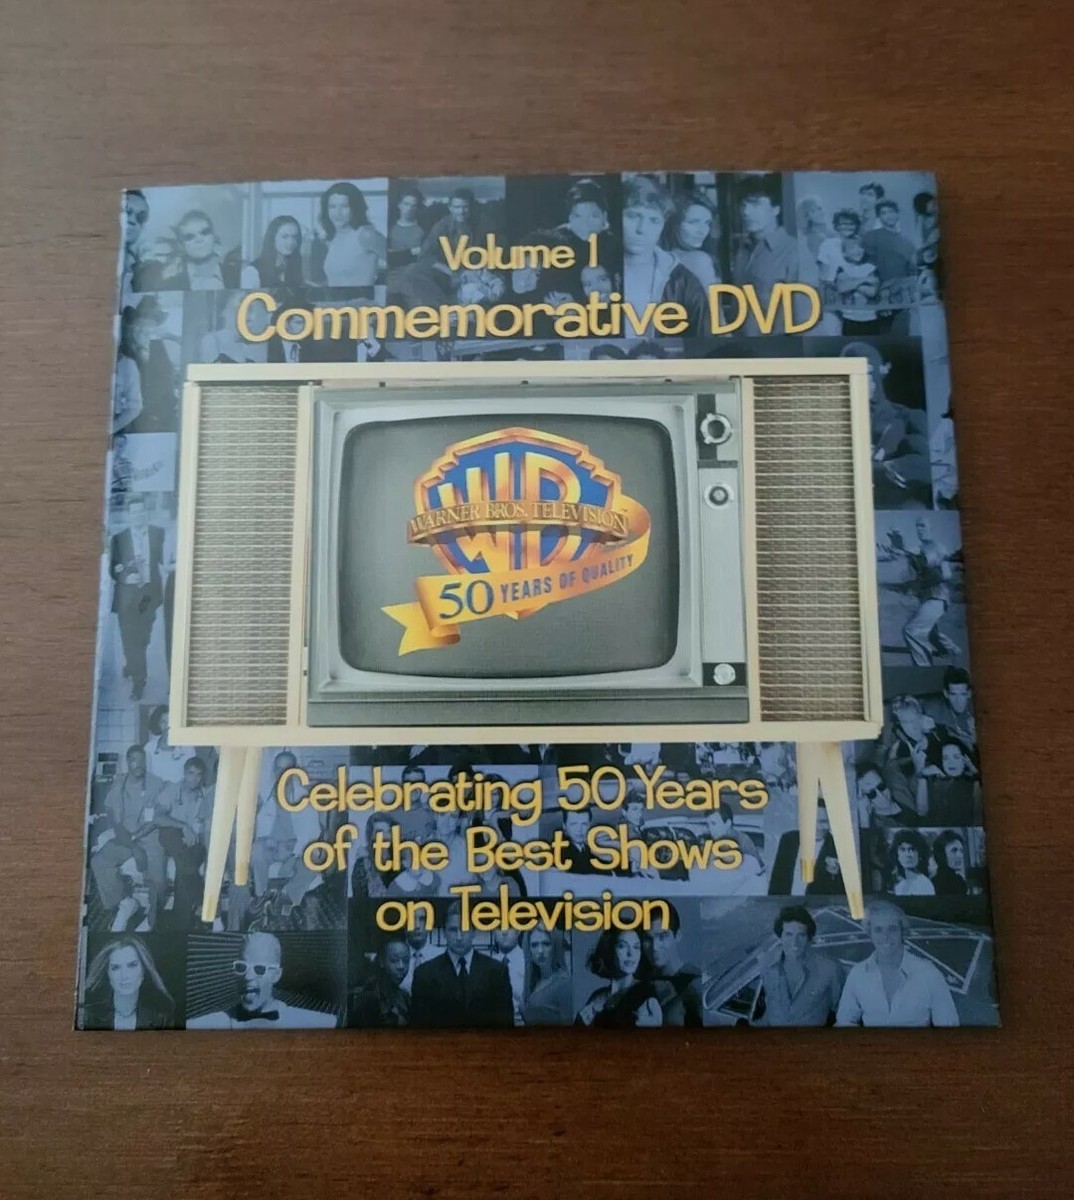 Volume 1
Commemorative DVD
WB
WARNER BROS. TELEVISION
50 YEARS OF QUALITY
Celebrating 50 Years
of the Best Shows
on Television